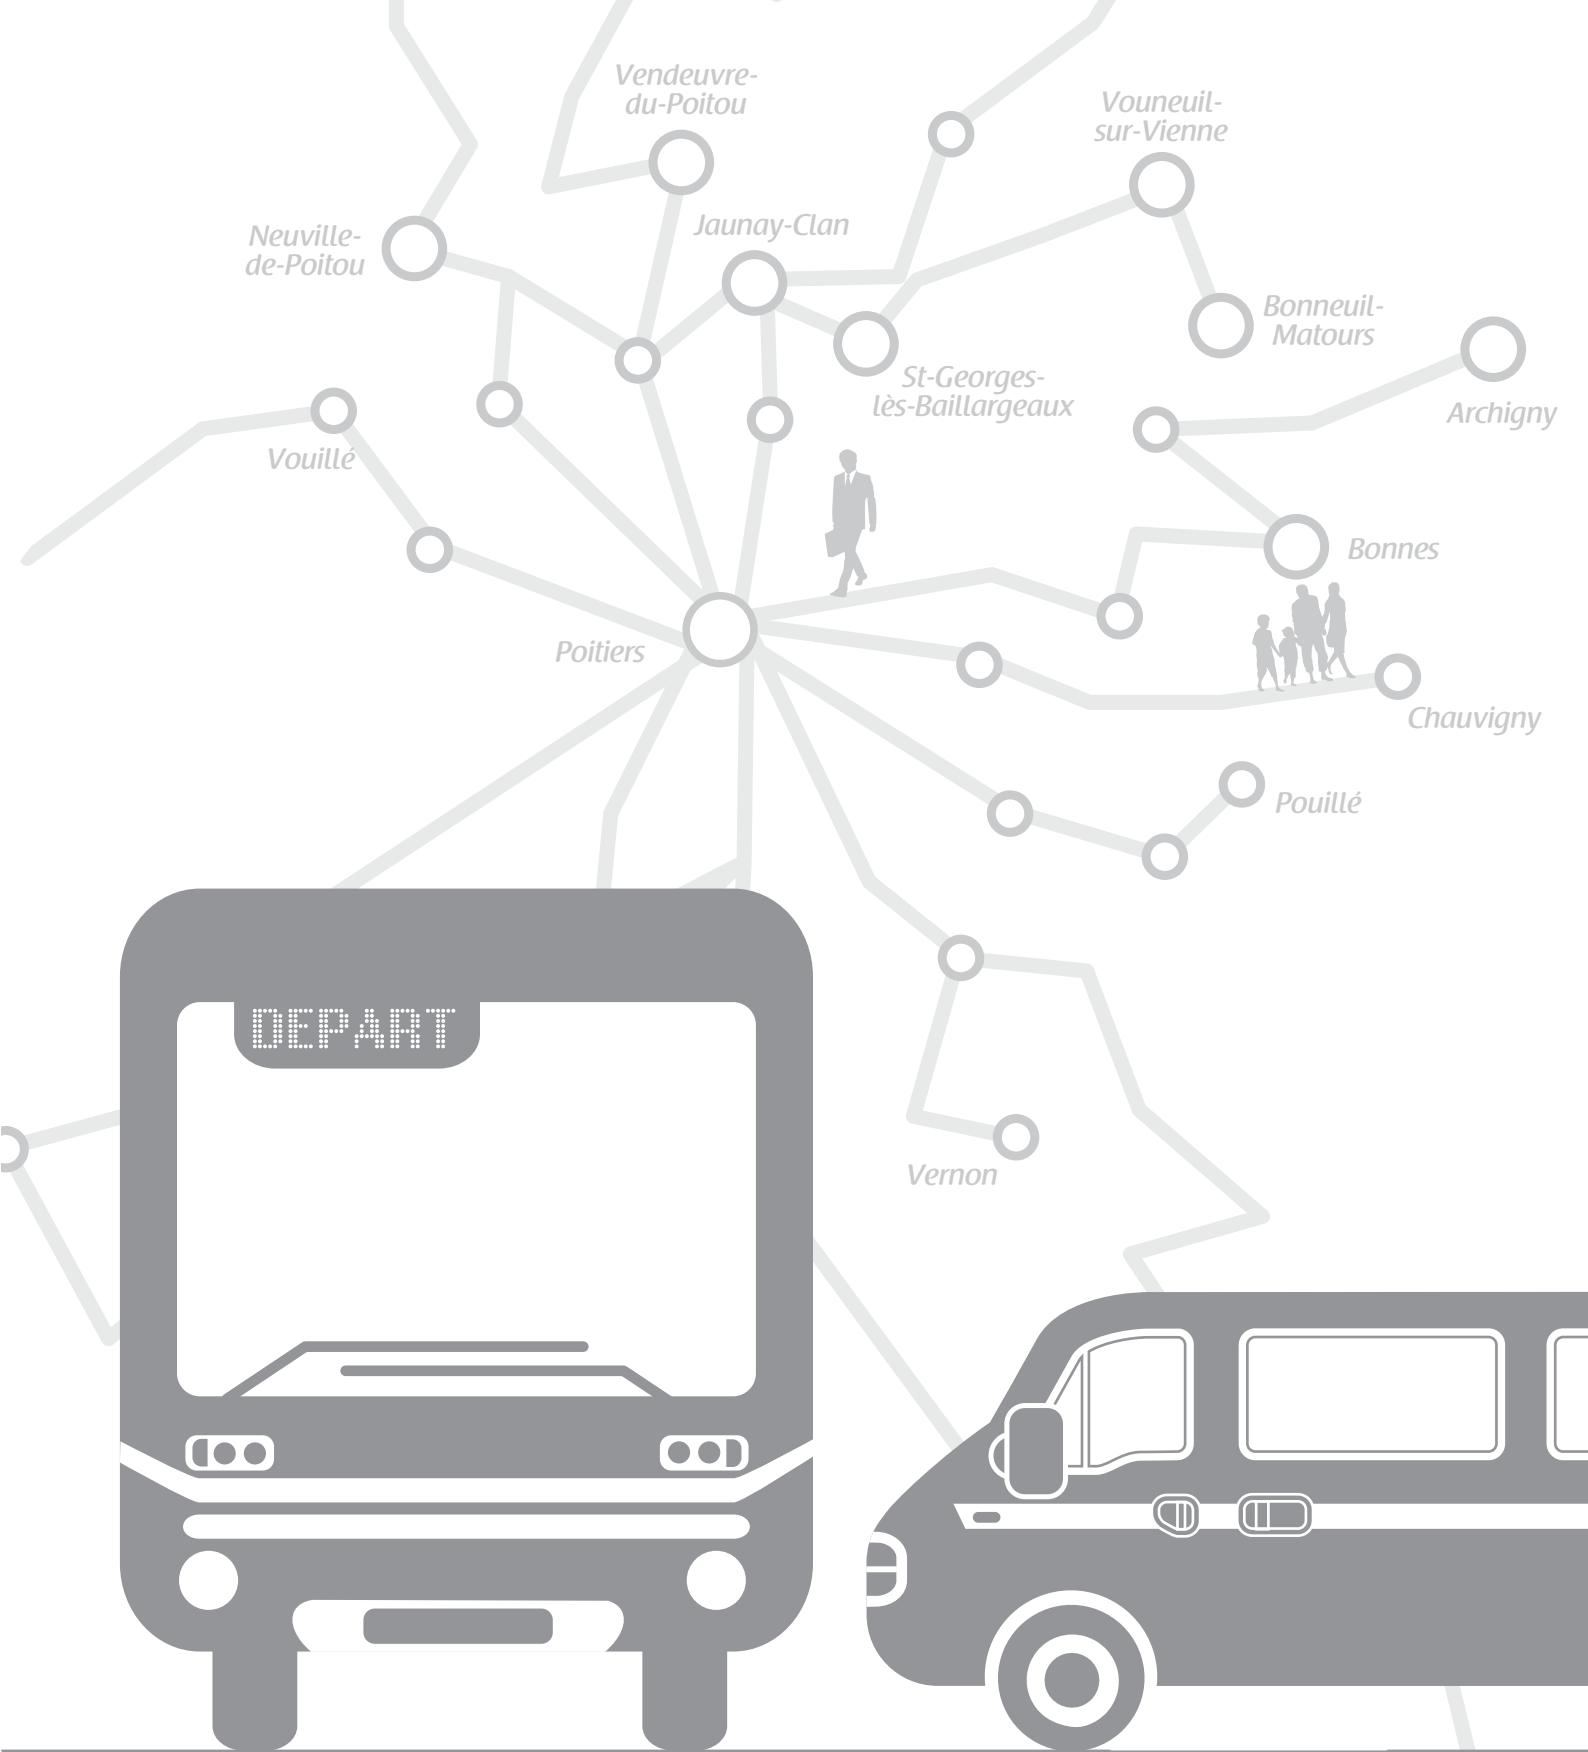 Vendeuvre-
du-Poitou
Vouneuil-
sur-Vienne
Neuville-
de-Poitou
Jaunay-Clan
Bonneuil-
Matours
St-Georges-
lès-Baillargeaux
Archigny
Vouillé
Bonnes
Poitiers
Chauvigny
Pouillé
DEPART
Vernon